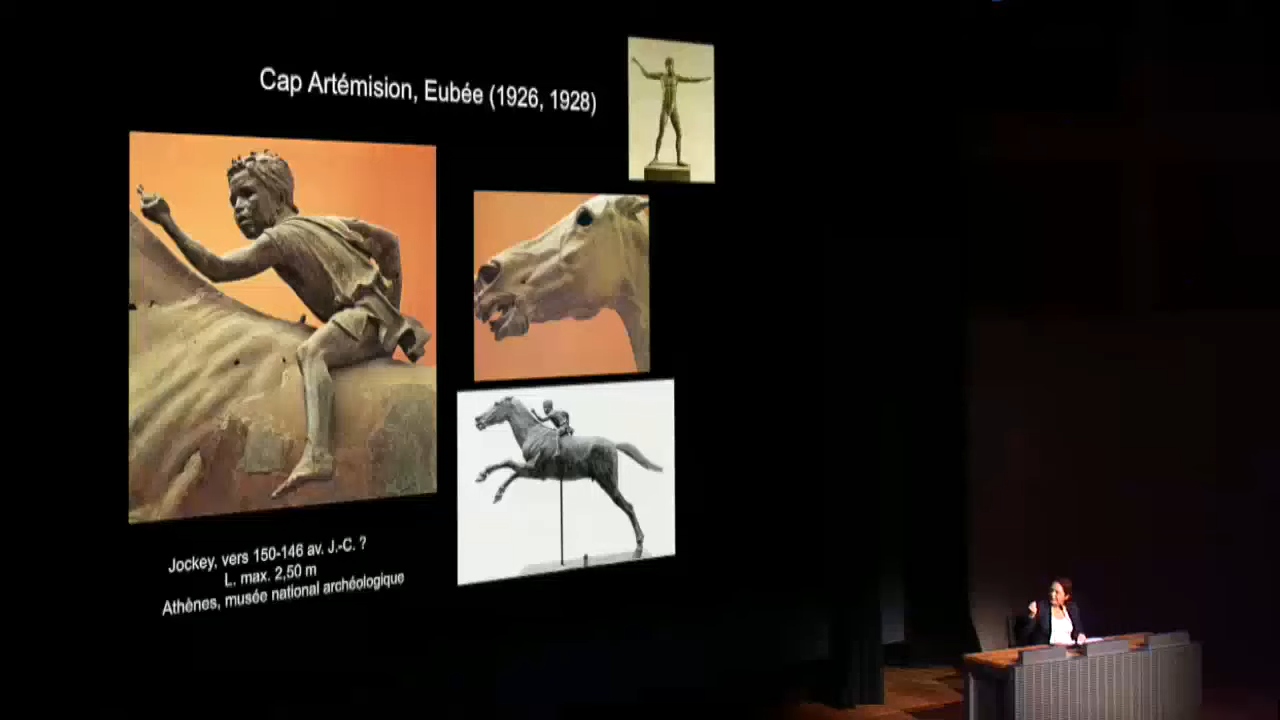 Cap Artémision, Eubée (1926, 1928)
Jockey, vers 150-146 av. J.-C. ?
L. max. 2,50 m
Athènes, musée national archéologique